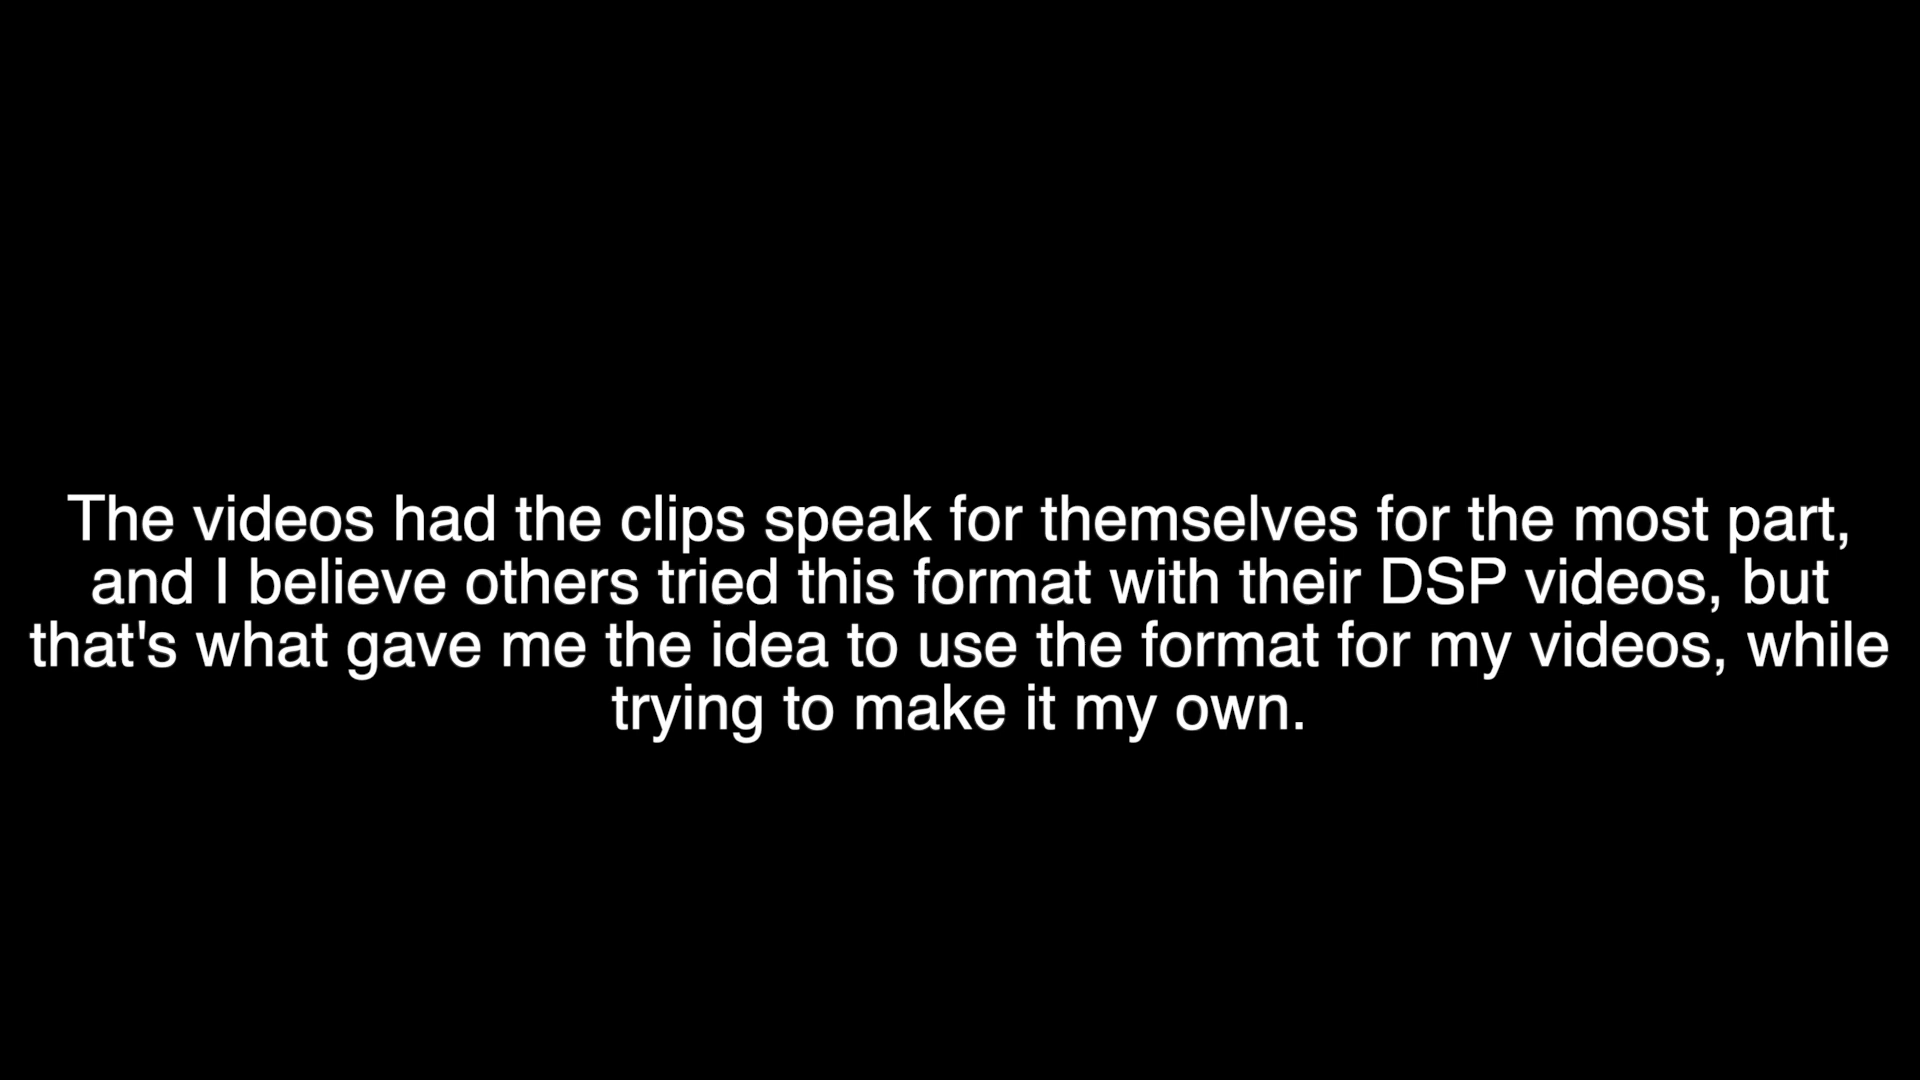 The videos had the clips speak for themselves for the most part,
and I believe others tried this format with their DSP videos, but
that's what gave me the idea to use the format for my videos, while
trying to make it my own.